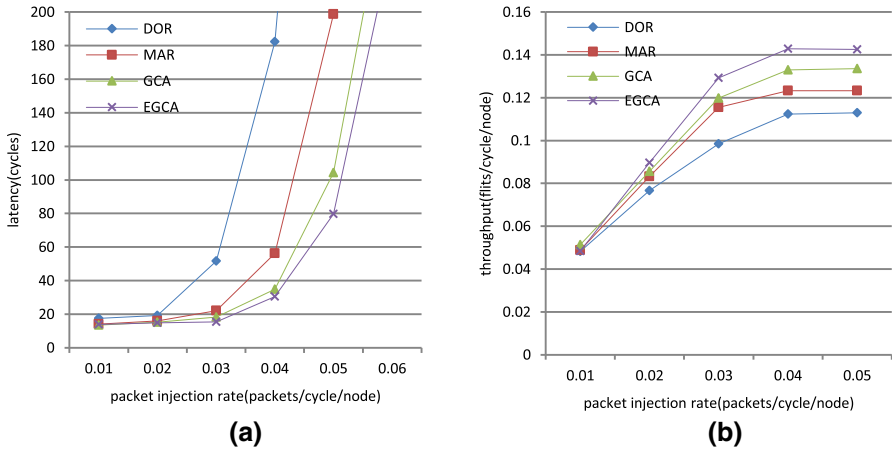 200
180
160
140
120
100
80
60
40
20
0
latency(cycles)
DOR
MAR
GCA
EGCA
0.01 0.02 0.03 0.04 0.05 0.06
packet injection rate(packets/cycle/node)
(a)
0.16
0.14
0.12
0.1
0.08
0.06
0.04
0.02
0
throughput(flits/cycle/node)
DOR
MAR
GCA
EGCA
0.01 0.02 0.03 0.04 0.05
packet injection rate(packets/cycle/node)
(b)